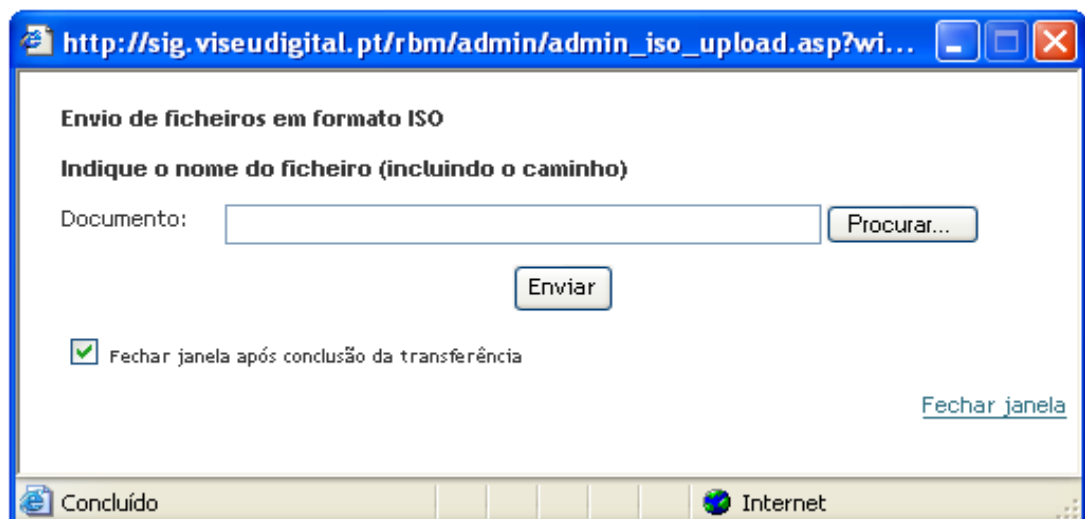 http://sig.viseudigital.pt/rbm/admin/admin_iso_upload.asp?wi...
Envio de ficheiros em formato ISO
Indique o nome do ficheiro (incluindo o caminho)
Documento: Procurar...
Enviar
Fechar janela após conclusão da transferência
Fechar janela
Concluído Internet